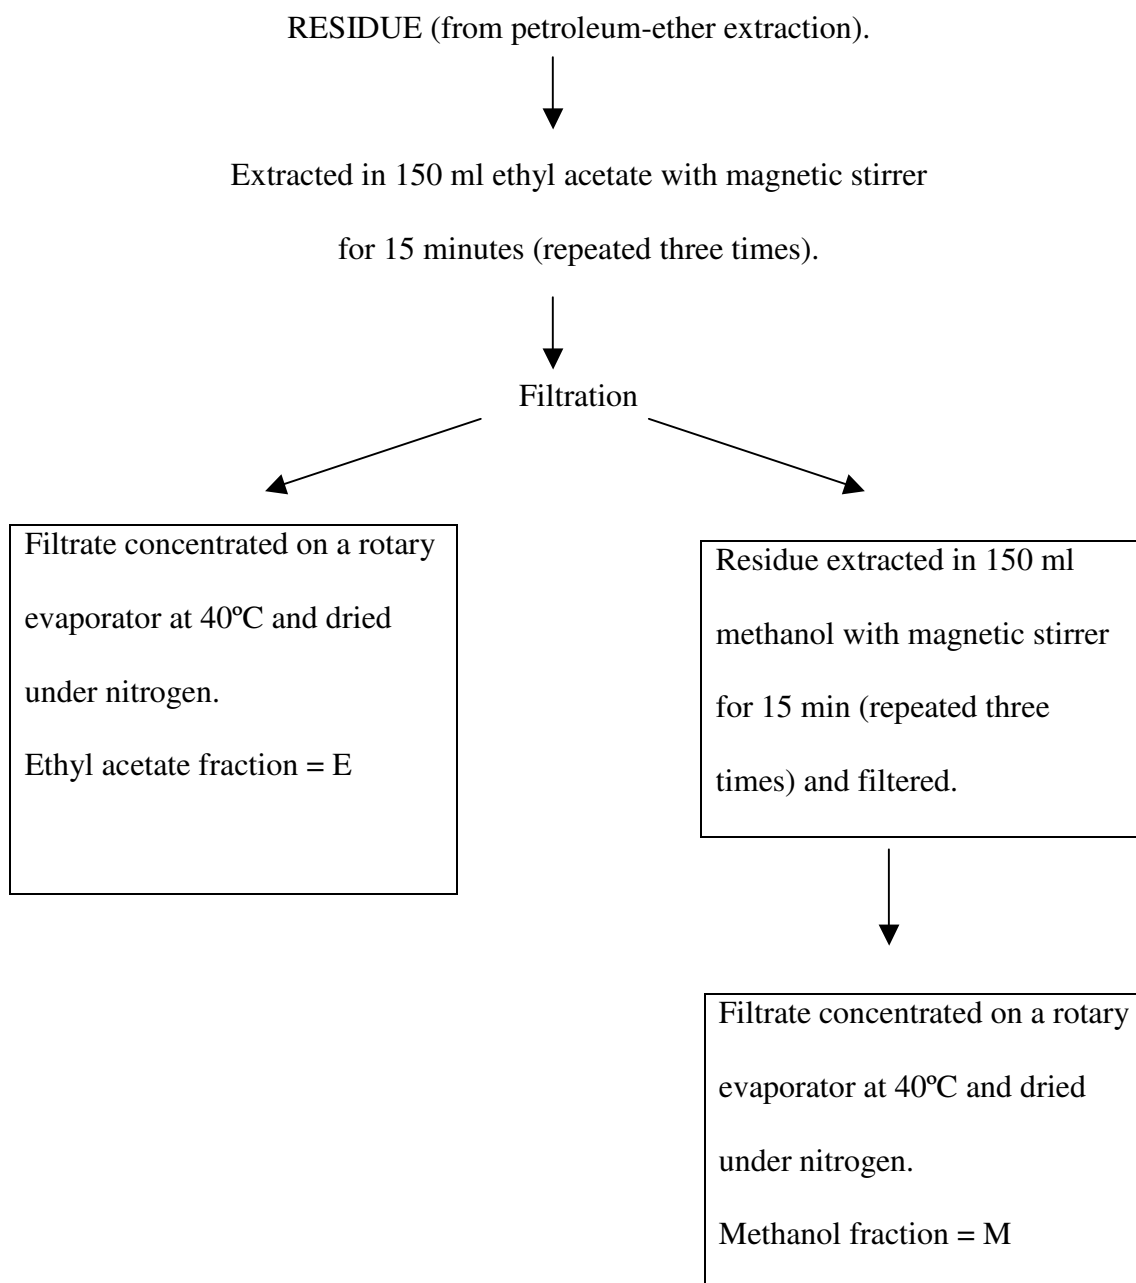 RESIDUE (from petroleum-ether extraction).
Extracted in 150 ml ethyl acetate with magnetic stirrer
for 15 minutes (repeated three times).
Filtration
Filtrate concentrated on a rotary
evaporator at 40ºC and dried
under nitrogen.
Ethyl acetate fraction = E
Residue extracted in 150 ml
methanol with magnetic stirrer
for 15 min (repeated three
times) and filtered.
Filtrate concentrated on a rotary
evaporator at 40ºC and dried
under nitrogen.
Methanol fraction = M